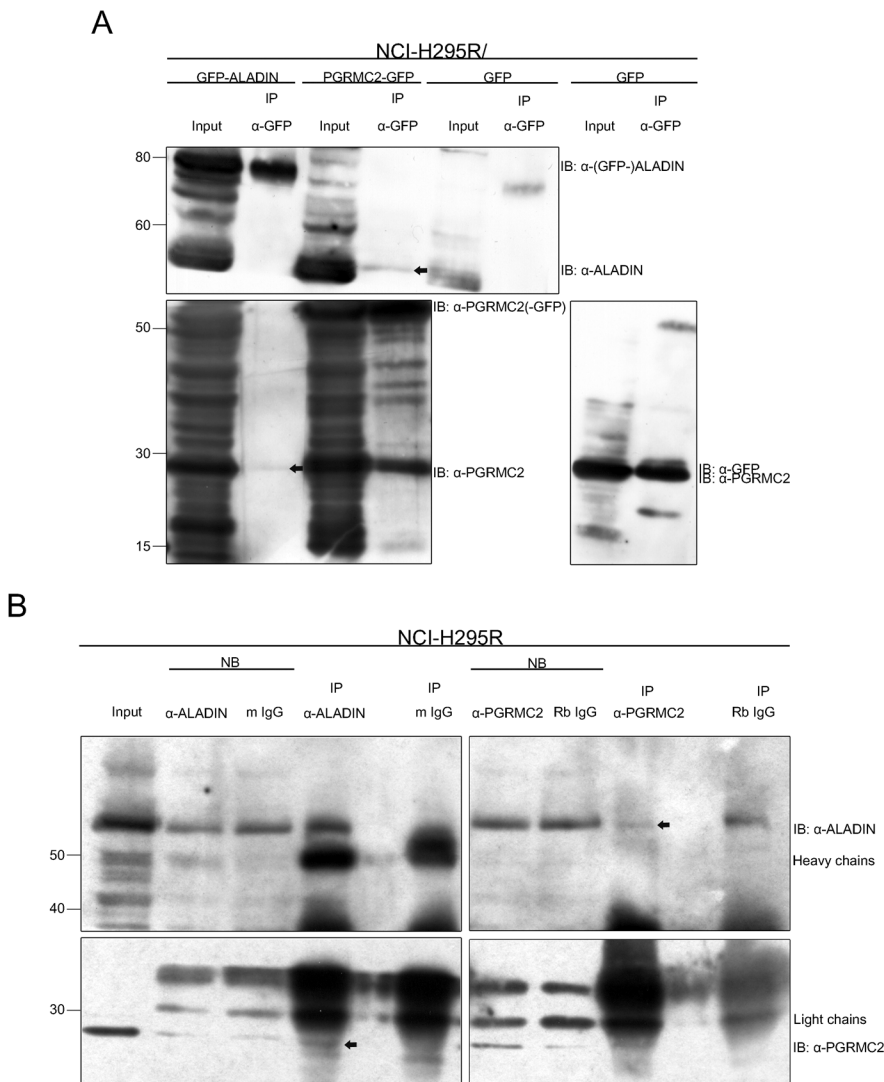 A
NCI-H295R/
GFP-ALADIN PGRMC2-GFP GFP GFP
IP IP IP IP
Input α-GFP Input α-GFP Input α-GFP Input α-GFP
80
IB: α-(GFP-)ALADIN
60
IB: α-ALADIN
IB: α-PGRMC2(-GFP)
50
30
IB: α-GFP
IB: α-PGRMC2 IB: α-PGRMC2
15
B
NCI-H295R
NB NB
IP IP IP IP
Input α-ALADIN m IgG α-ALADIN m IgG α-PGRMC2 Rb IgG α-PGRMC2 Rb IgG
IB: α-ALADIN
50 Heavy chains
40
30
Light chains
IB: α-PGRMC2